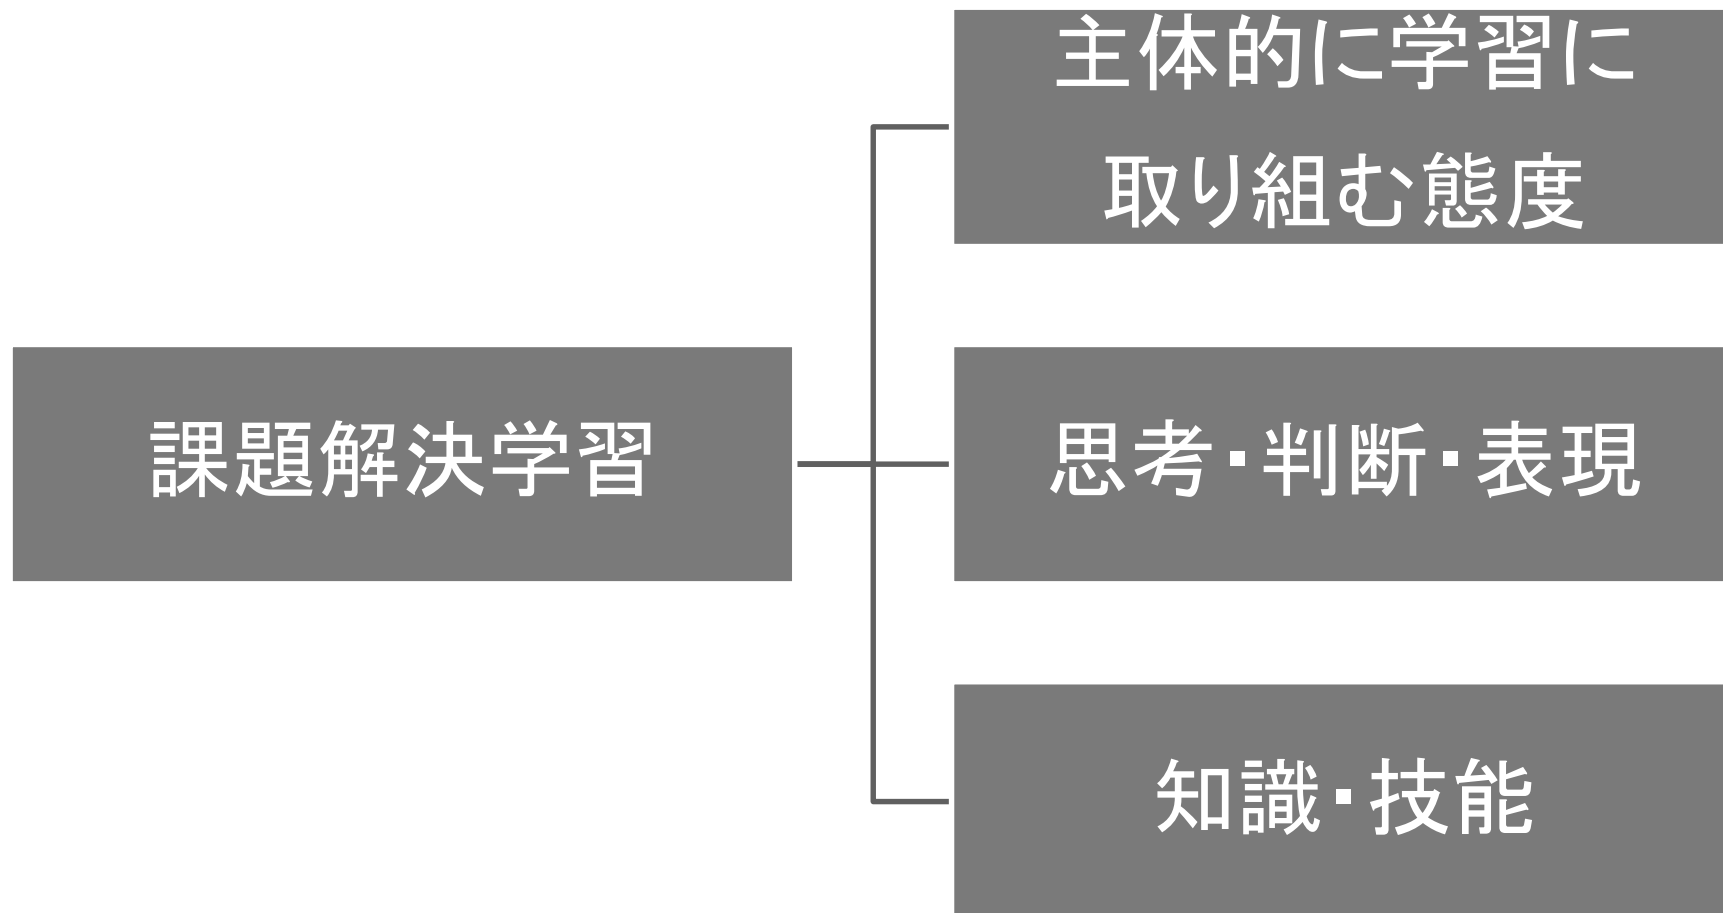 主体的に学習に
取り組む態度
課題解決学習
思考・判断・表現
知識・技能